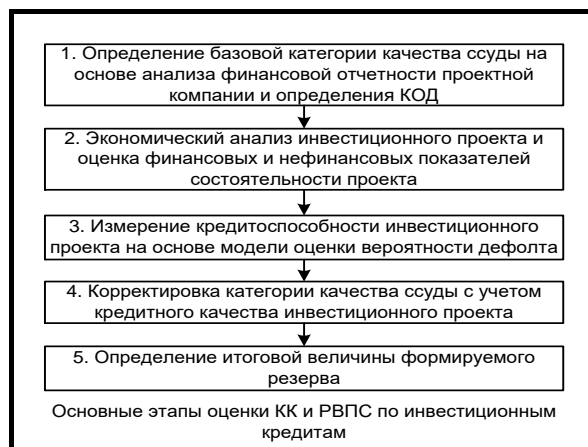 1. Определение базовой категории качества ссуды на
основе анализа финансовой отчетности проектной
компании и определения КОД
2. Экономический анализ инвестиционного проекта и
оценка финансовых и нефинансовых показателей
состоятельности проекта
3. Измерение кредитоспособности инвестиционного
проекта на основе модели оценки вероятности дефолта
4. Корректировка категории качества ссуды с учетом
кредитного качества инвестиционного проекта
5. Определение итоговой величины формируемого
резерва
Основные этапы оценки КК и РВПС по инвестиционным
кредитам